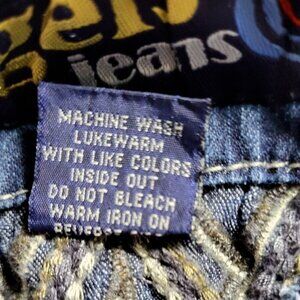 jeans
MACHINE WASH
LUKEWARM
WITH LIKE COLORS
INSIDE OUT
DO NOT BLEACH
WARM IRON ON